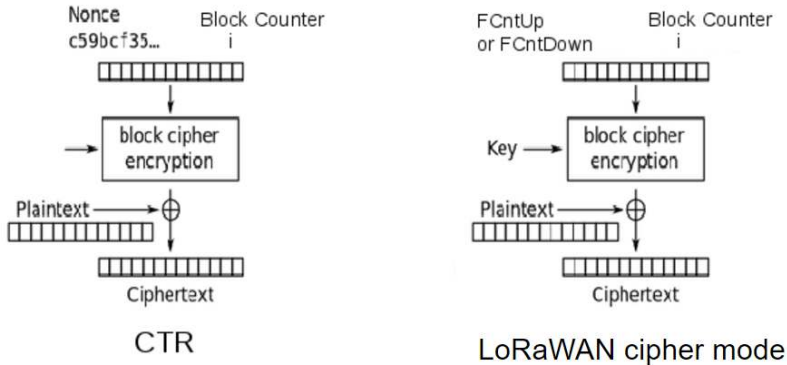 Nonce
c59bcf35...
Block Counter
i
block cipher
encryption
Plaintext
Ciphertext
CTR
FCntUp
or FCntDown
Block Counter
i
Key
block cipher
encryption
Plaintext
Ciphertext
LoRaWAN cipher mode